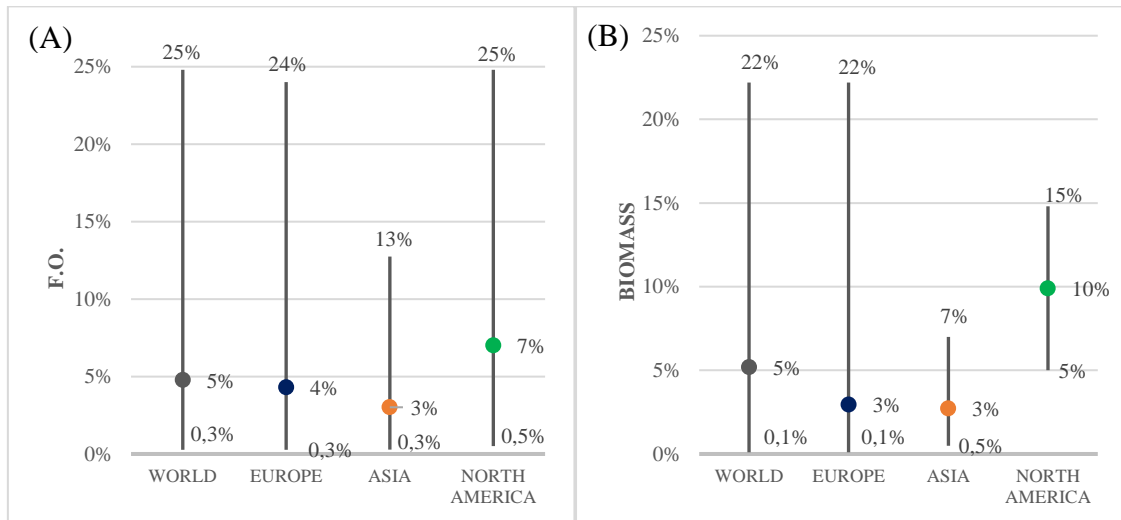 (A)
25%
24%
25%
25%
20%
15%
13%
10%
7%
5%
5%
4%
3%
0,3%
0,3%
0,3%
0,5%
0%
F.O.
WORLD
EUROPE
ASIA
NORTH
AMERICA
(B)
25%
22%
22%
20%
15%
15%
10%
10%
7%
5%
5%
5%
3%
3%
0,1%
0,1%
0,5%
0%
BIOMASS
WORLD
EUROPE
ASIA
NORTH
AMERICA